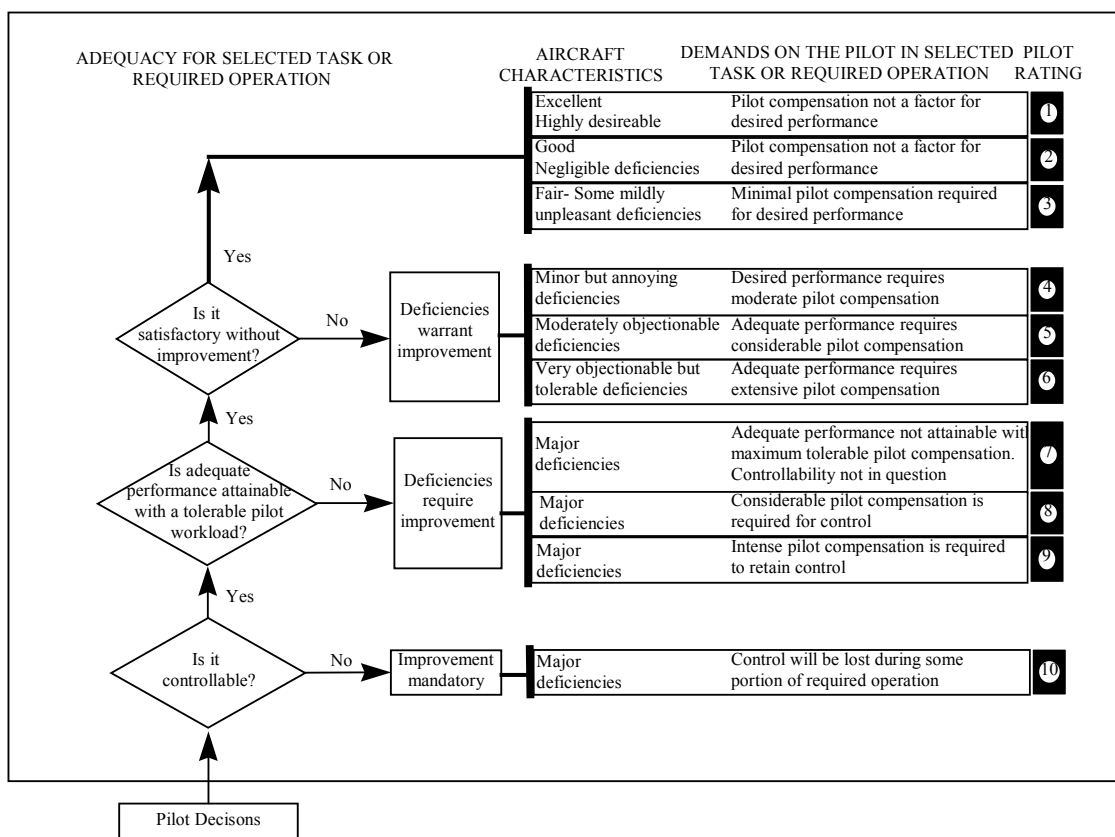 ADEQUACY FOR SELECTED TASK OR
REQUIRED OPERATION
AIRCRAFT
CHARACTERISTICS
DEMANDS ON THE PILOT IN SELECTED
TASK OR REQUIRED OPERATION
PILOT
RATING
Excellent
Highly desireable
Pilot compensation not a factor for
desired performance
1
Good
Negligible deficiencies
Pilot compensation not a factor for
desired performance
2
Fair- Some mildly
unpleasant deficiencies
Minimal pilot compensation required
for desired performance
3
Yes
Is it
satisfactory without
improvement?
No
Deficiencies
warrant
improvement
Minor but annoying
deficiencies
Desired performance requires
moderate pilot compensation
4
Moderately objectionable
deficiencies
Adequate performance requires
considerable pilot compensation
5
Very objectionable but
tolerable deficiencies
Adequate performance requires
extensive pilot compensation
6
Yes
Is adequate
performance attainable
with a tolerable pilot
workload?
No
Deficiencies
require
improvement
Major
deficiencies
Adequate performance not attainable with
maximum tolerable pilot compensation.
Controllability not in question
7
Major
deficiencies
Considerable pilot compensation is
required for control
8
Major
deficiencies
Intense pilot compensation is required
to retain control
9
Yes
Is it
controllable?
No
Improvement
mandatory
Major
deficiencies
Control will be lost during some
portion of required operation
10
Pilot Decisons